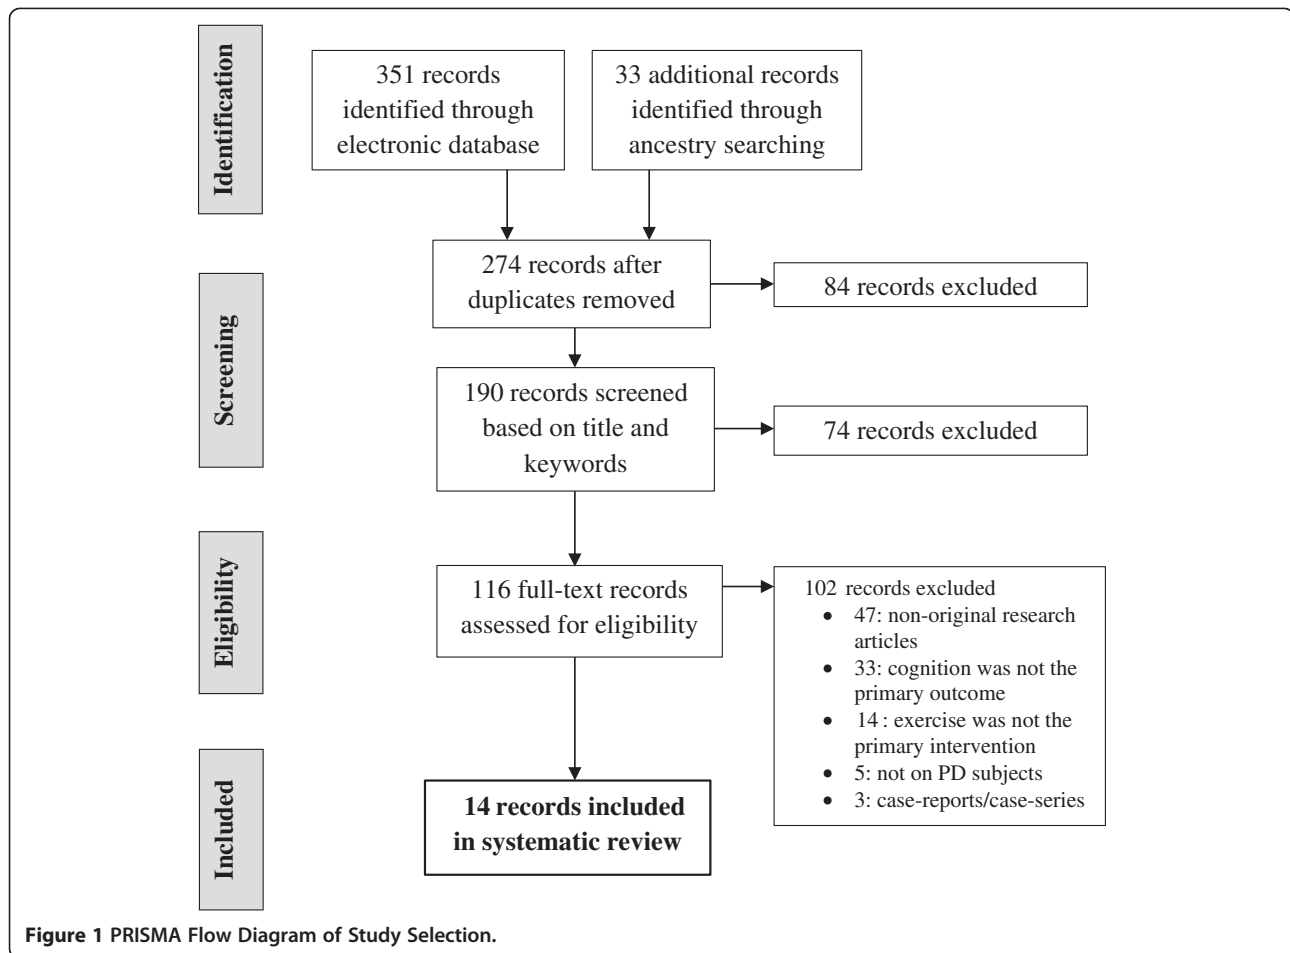 Identification
351 records
identified through
electronic database
33 additional records
identified through
ancestry searching
Screening
274 records after
duplicates removed
84 records excluded
190 records screened
based on title and
keywords
74 records excluded
Eligibility
116 full-text records
assessed for eligibility
102 records excluded
• 47: non-original research
articles
• 33: cognition was not the
primary outcome
• 14 : exercise was not the
primary intervention
• 5: not on PD subjects
• 3: case-reports/case-series
Included
14 records included
in systematic review
Figure 1 PRISMA Flow Diagram of Study Selection.